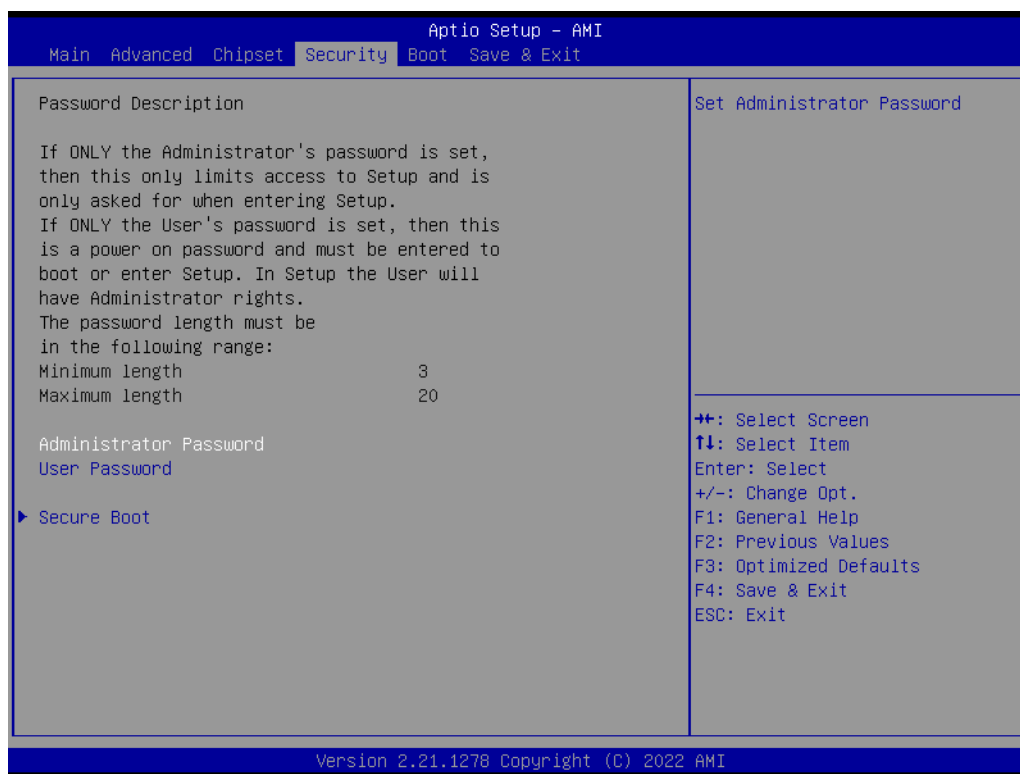 Aptio Setup – AMI
Main Advanced Chipset Security Boot Save & Exit
Password Description
If ONLY the Administrator's password is set,
then this only limits access to Setup and is
only asked for when entering Setup.
If ONLY the User's password is set, then this
is a power on password and must be entered to
boot or enter Setup. In Setup the User will
have Administrator rights.
The password length must be
in the following range:
Minimum length 3
Maximum length 20
Administrator Password
User Password
▶ Secure Boot
Set Administrator Password
→←: Select Screen
↑↓: Select Item
Enter: Select
+/-: Change Opt.
F1: General Help
F2: Previous Values
F3: Optimized Defaults
F4: Save & Exit
ESC: Exit
Version 2.21.1278 Copyright (C) 2022 AMI